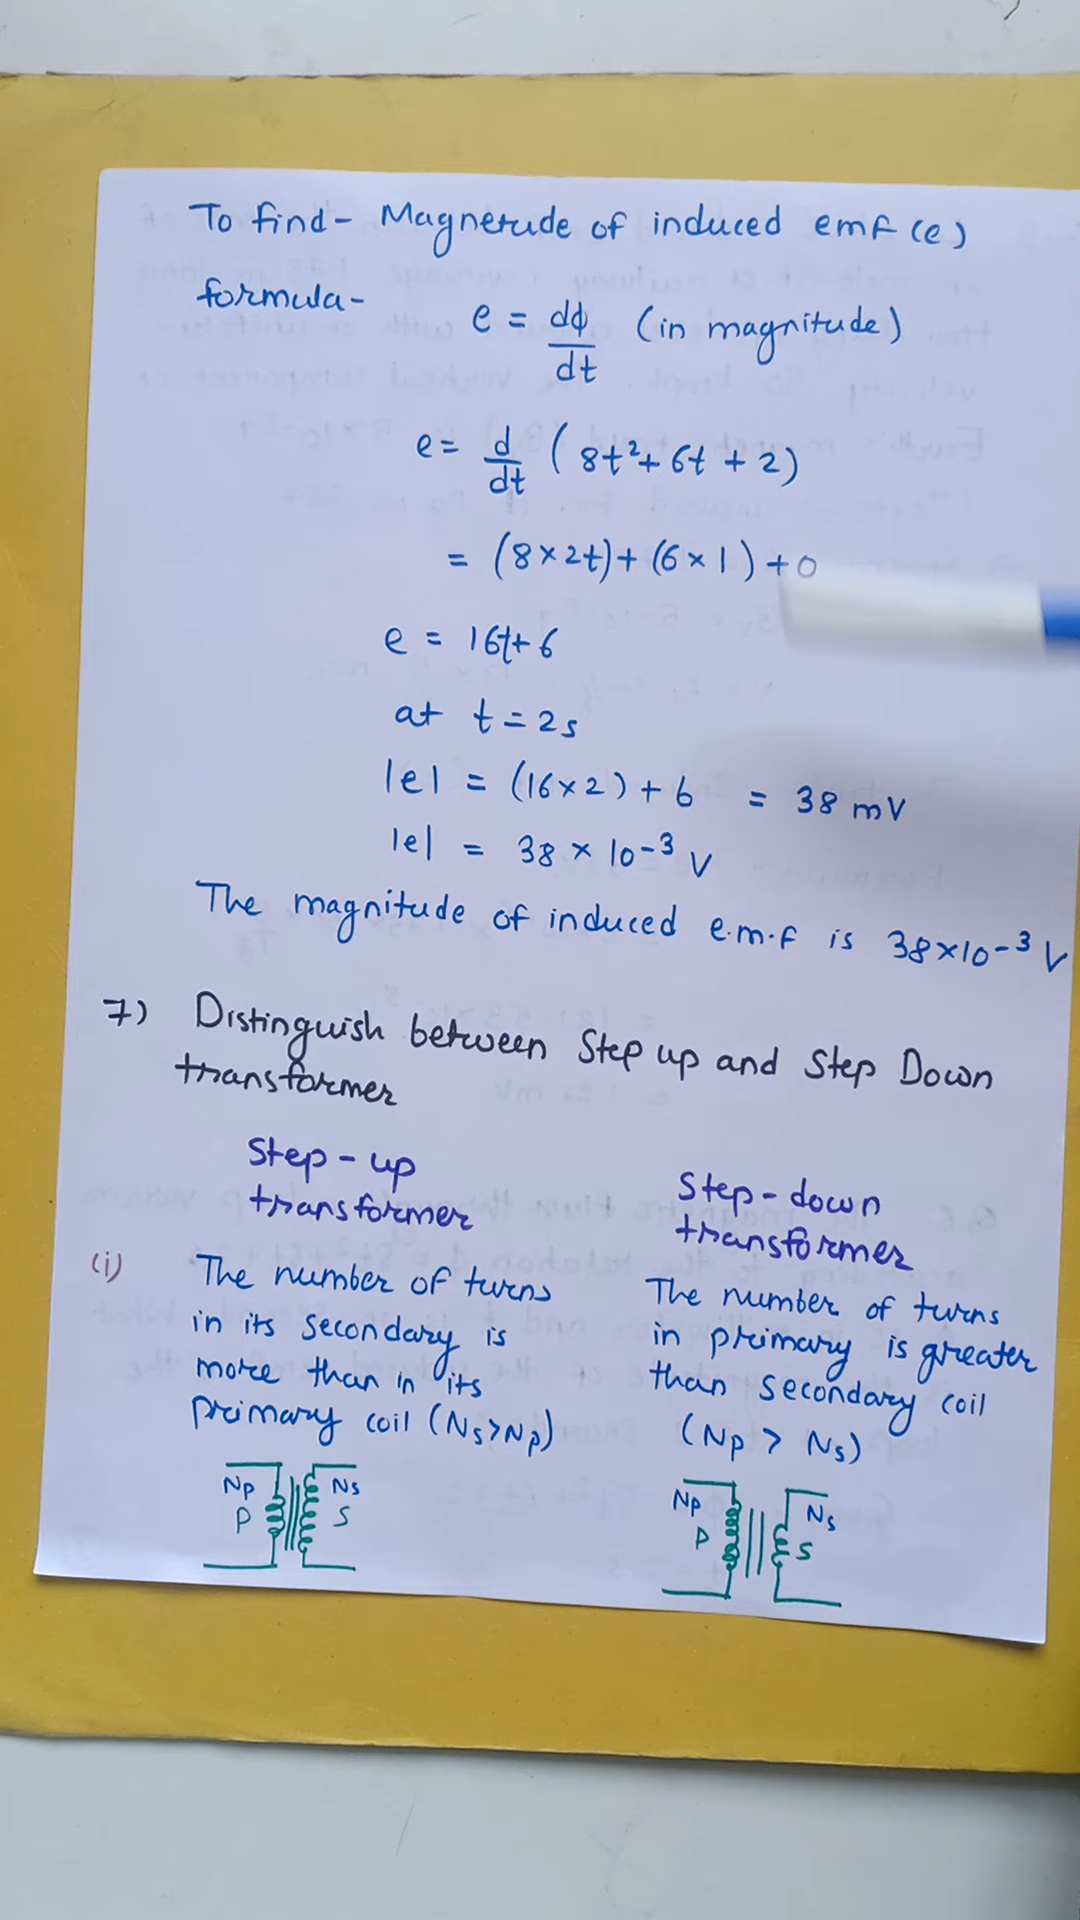 To find - Magnetude of induced emf (e)
formula - e = dφ/dt (in magnitude)
e = d/dt (8t² + 6t + 2)
= (8 × 2t) + (6 × 1) + 0
e = 16t + 6
at t = 2s
|e| = (16 × 2) + 6 = 38 mV
|e| = 38 × 10⁻³ V
The magnitude of induced e.m.f is 38×10⁻³ V
7) Distinguish between Step up and Step Down
transformer
Step - up
transformer
Step - down
transformer
(i) The number of turns
in its secondary is
more than in its
primary coil (Ns > Np)
The number of turns
in primary is greater
than secondary coil
(Np > Ns)
Np Ns
P S
Np Ns
P S